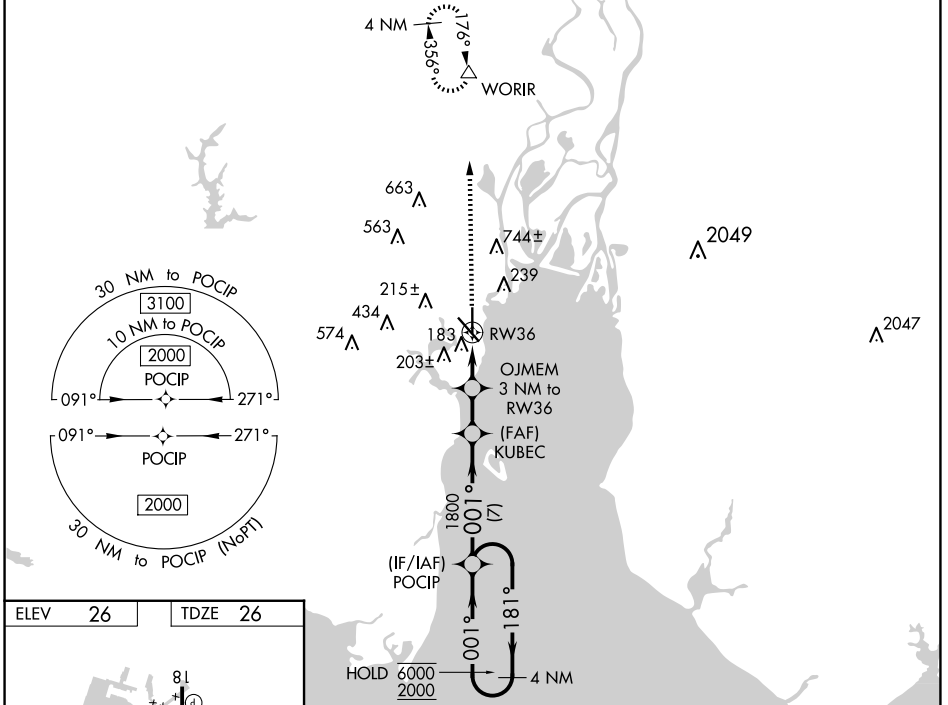 4 NM
176°
356°
WORIR
663
563
744±
2049
239
30 NM to POCIP
3100
10 NM to POCIP
2000
POCIP
091°
271°
215±
434
574
183
203±
RW36
2047
OJMEM
3 NM to
RW36
(FAF)
KUBEC
091°
271°
POCIP
2000
30 NM to POCIP (NoPT)
1800
001°
(7)
(IF/IAF)
POCIP
001°
181°
HOLD 6000
2000
4 NM
ELEV 26
TDZE 26
18
P